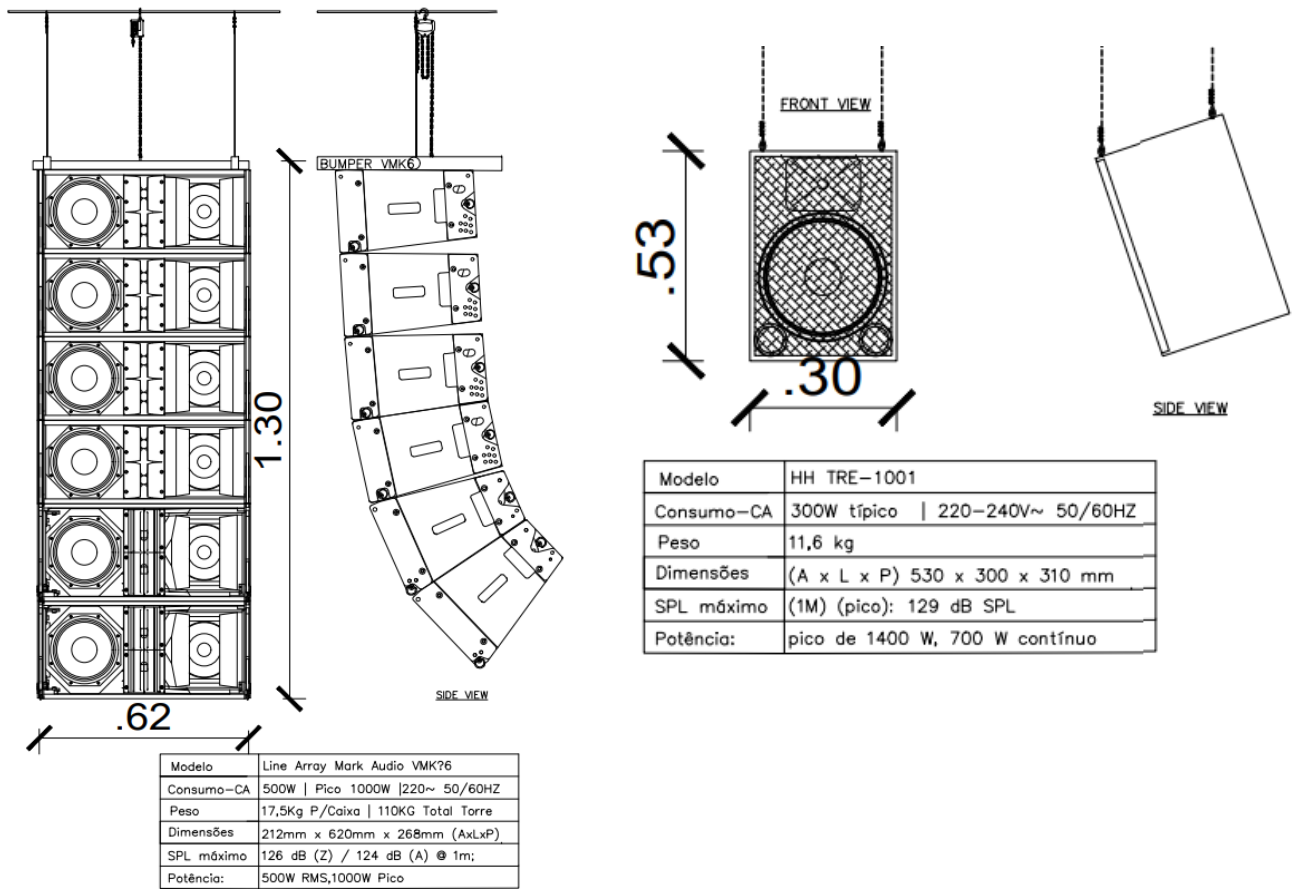 BUMPER VMK6
1.30
.62
SIDE VIEW
Modelo Line Array Mark Audio VMK?6
Consumo-CA 500W | Pico 1000W |220~ 50/60HZ
Peso 17,5Kg P/Caixa | 110KG Total Torre
Dimensões 212mm x 620mm x 268mm (AxLxP)
SPL máximo 126 dB (Z) / 124 dB (A) @ 1m;
Potência: 500W RMS,1000W Pico
FRONT VIEW
.53
.30
SIDE VIEW
Modelo HH TRE-1001
Consumo-CA 300W típico | 220-240V~ 50/60HZ
Peso 11,6 kg
Dimensões (A x L x P) 530 x 300 x 310 mm
SPL máximo (1M) (pico): 129 dB SPL
Potência: pico de 1400 W, 700 W contínuo